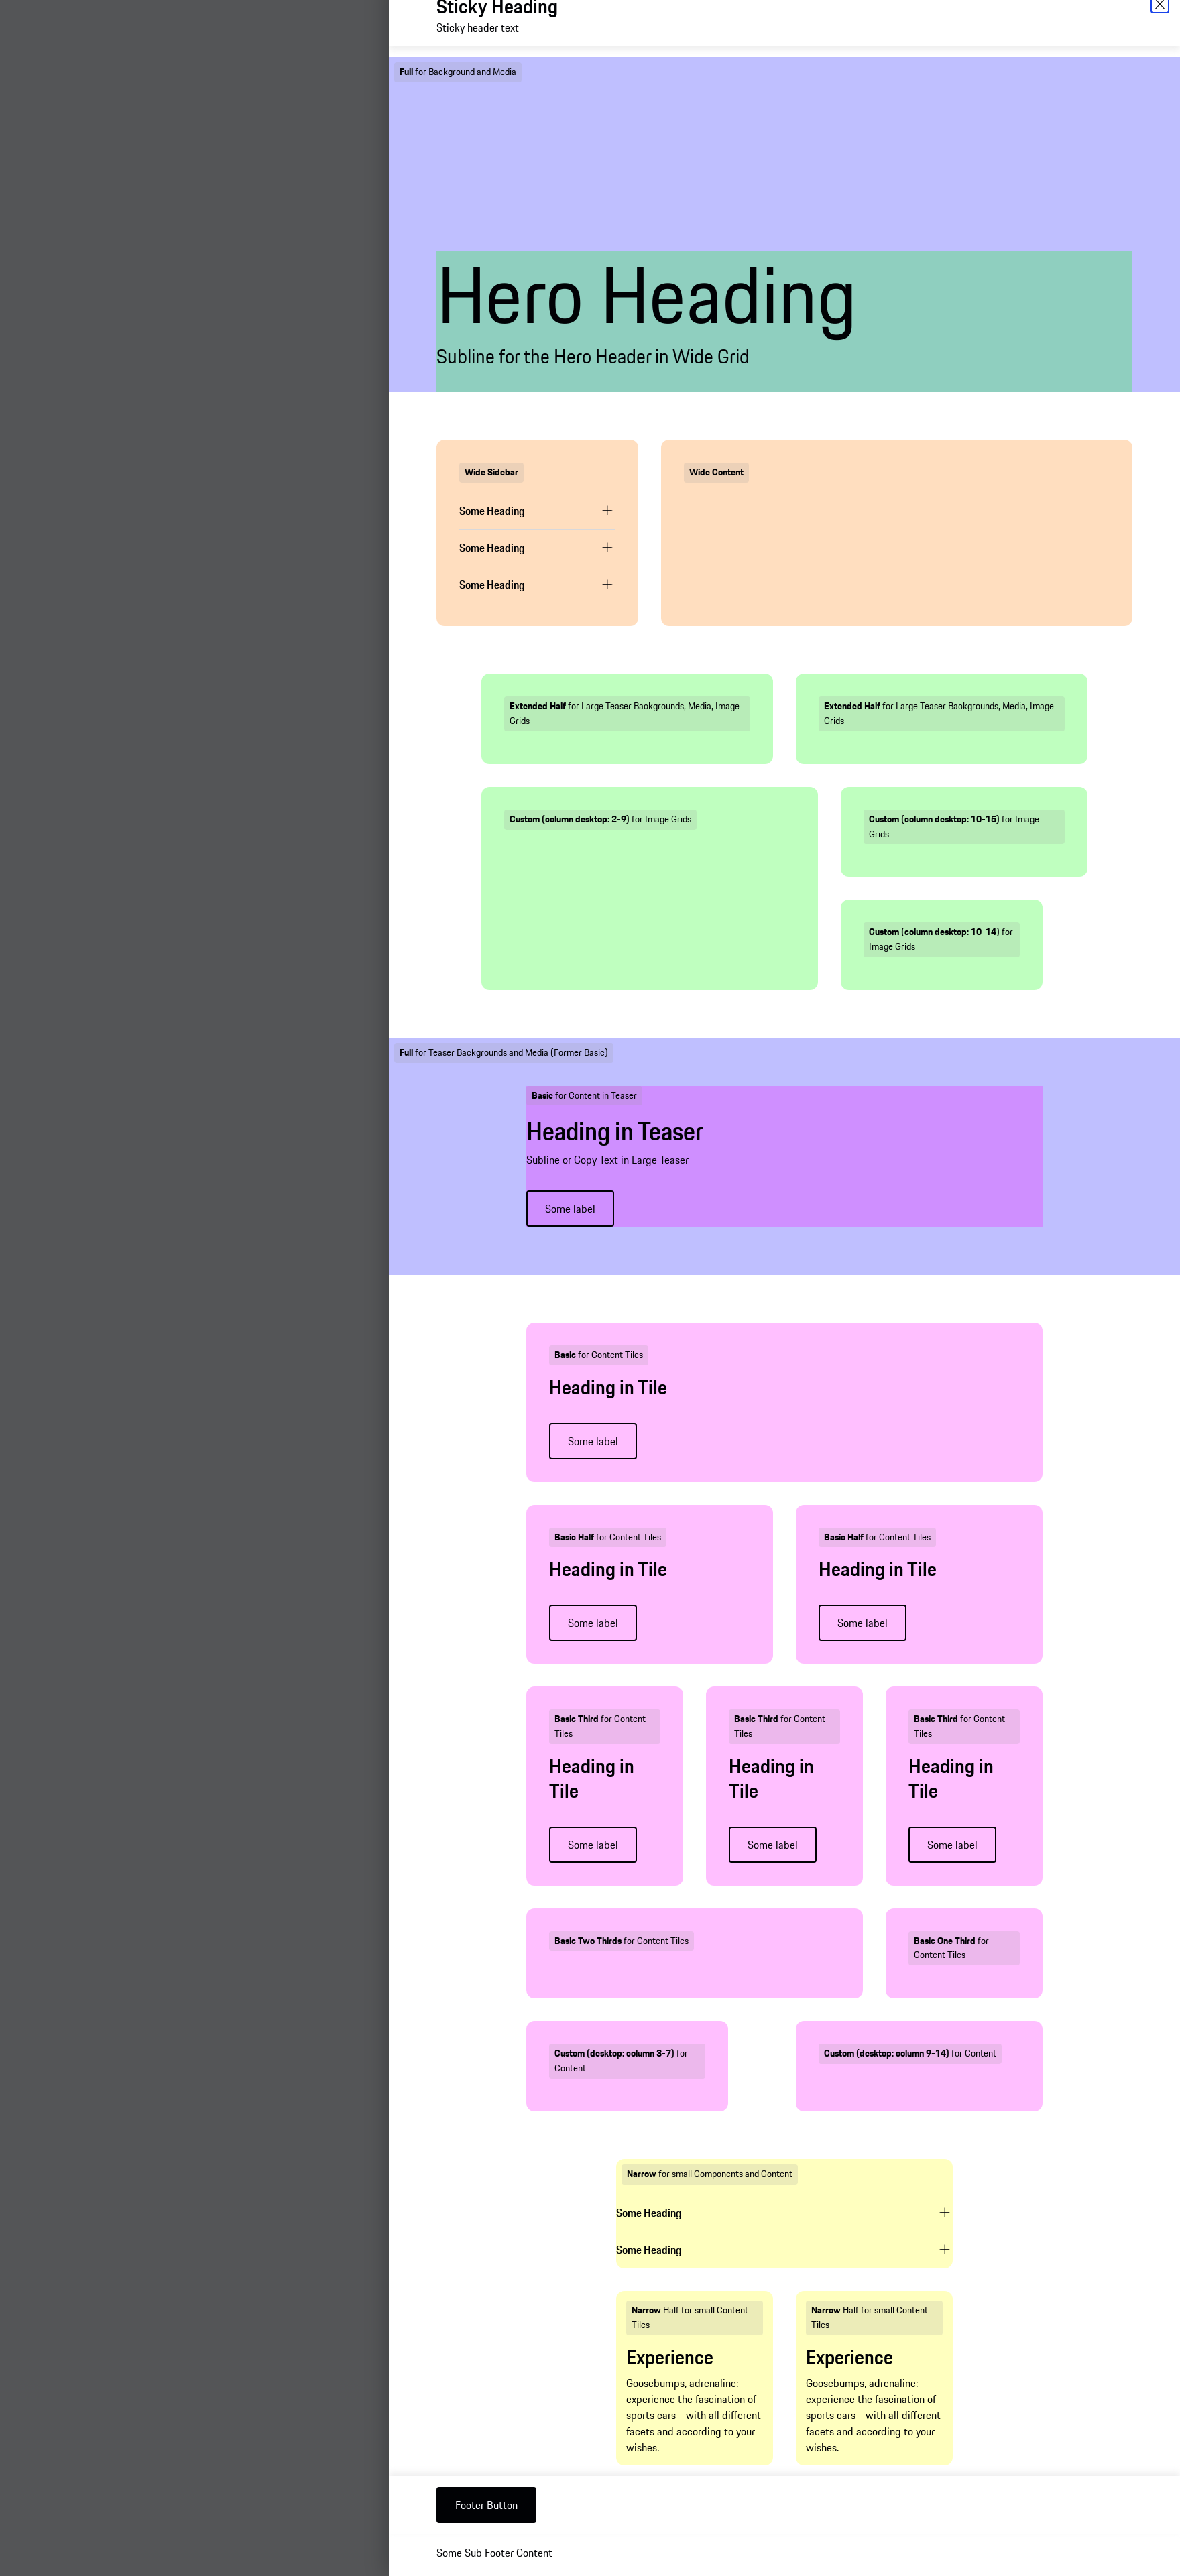 Sticky Heading
Sticky header text
Full for Background and Media
Hero Heading
Subline for the Hero Header in Wide Grid
Wide Sidebar
Some Heading
Some Heading
Some Heading
Wide Content
Extended Half for Large Teaser Backgrounds, Media, Image
Grids
Extended Half for Large Teaser Backgrounds, Media, Image
Grids
Custom (column desktop: 2-9) for Image Grids
Custom (column desktop: 10-15) for Image
Grids
Custom (column desktop: 10-14) for
Image Grids
Full for Teaser Backgrounds and Media (Former Basic)
Basic for Content in Teaser
Heading in Teaser
Subline or Copy Text in Large Teaser
Some label
Basic for Content Tiles
Heading in Tile
Some label
Basic Half for Content Tiles
Heading in Tile
Some label
Basic Half for Content Tiles
Heading in Tile
Some label
Basic Third for Content
Tiles
Heading in
Tile
Some label
Basic Third for Content
Tiles
Heading in
Tile
Some label
Basic Third for Content
Tiles
Heading in
Tile
Some label
Basic Two Thirds for Content Tiles
Basic One Third for
Content Tiles
Custom (desktop: column 3-7) for
Content
Custom (desktop: column 9-14) for Content
Narrow for small Components and Content
Some Heading
Some Heading
Narrow Half for small Content
Tiles
Experience
Goosebumps, adrenaline:
experience the fascination of
sports cars - with all different
facets and according to your
wishes.
Narrow Half for small Content
Tiles
Experience
Goosebumps, adrenaline:
experience the fascination of
sports cars - with all different
facets and according to your
wishes.
Footer Button
Some Sub Footer Content